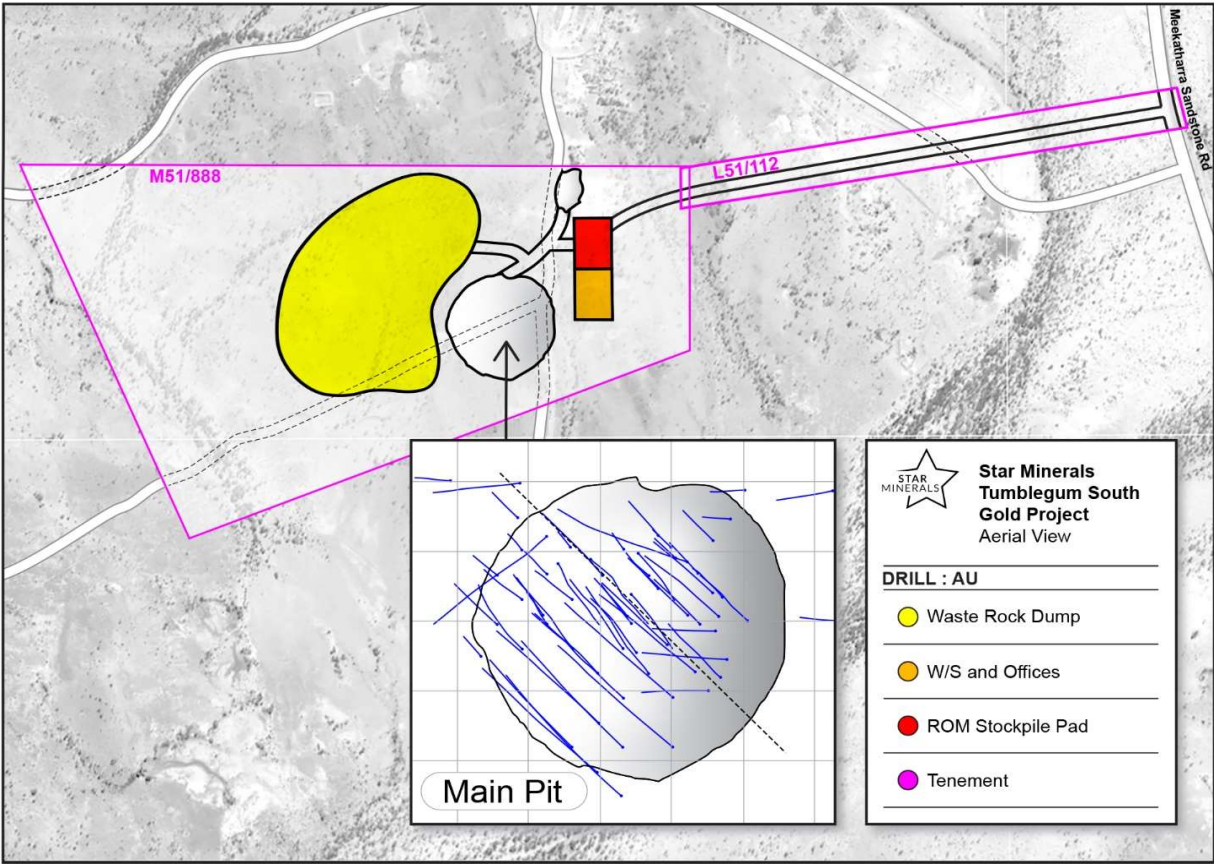 Meekatharra Sandstone Rd
M51/888
L51/112
Main Pit
STAR
MINERALS
Star Minerals
Tumblegum South
Gold Project
Aerial View
DRILL : AU
Waste Rock Dump
W/S and Offices
ROM Stockpile Pad
Tenement